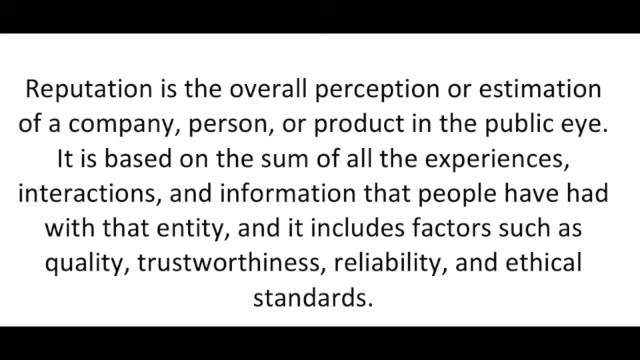 Reputation is the overall perception or estimation
of a company, person, or product in the public eye.
It is based on the sum of all the experiences,
interactions, and information that people have had
with that entity, and it includes factors such as
quality, trustworthiness, reliability, and ethical
standards.